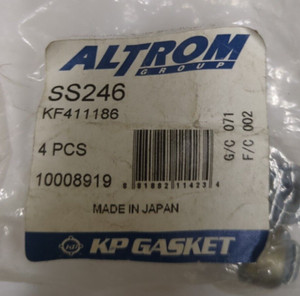 ALTROM
GROUP
SS246
KF411186
4 PCS
10008919
G/C 071
F/C 002
MADE IN JAPAN
KP GASKET